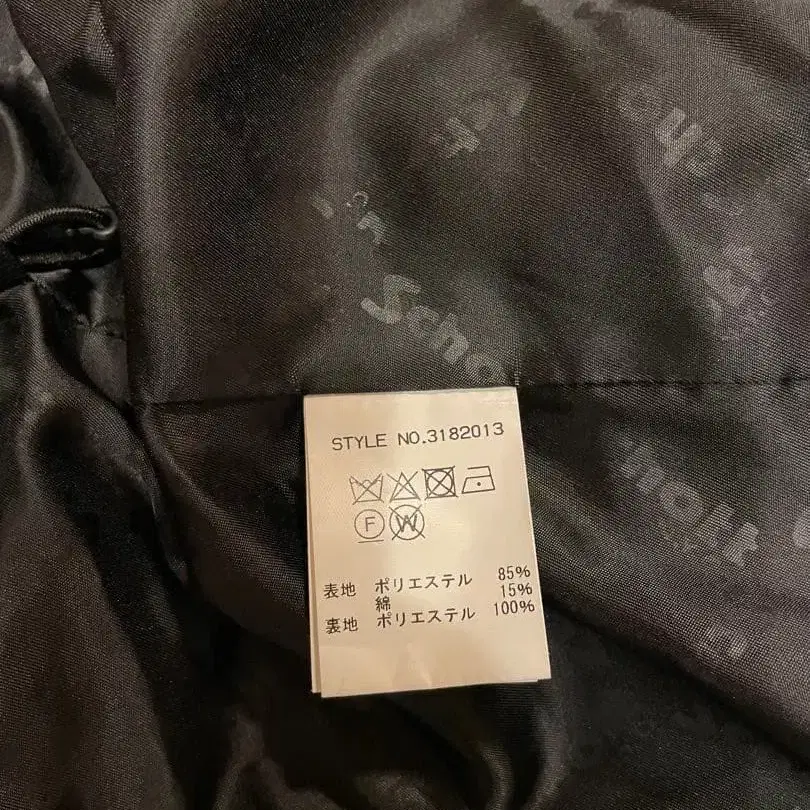 Scho
STYLE NO.3182013
F W
表地 ポリエステル 85%
綿 15%
裏地 ポリエステル 100%